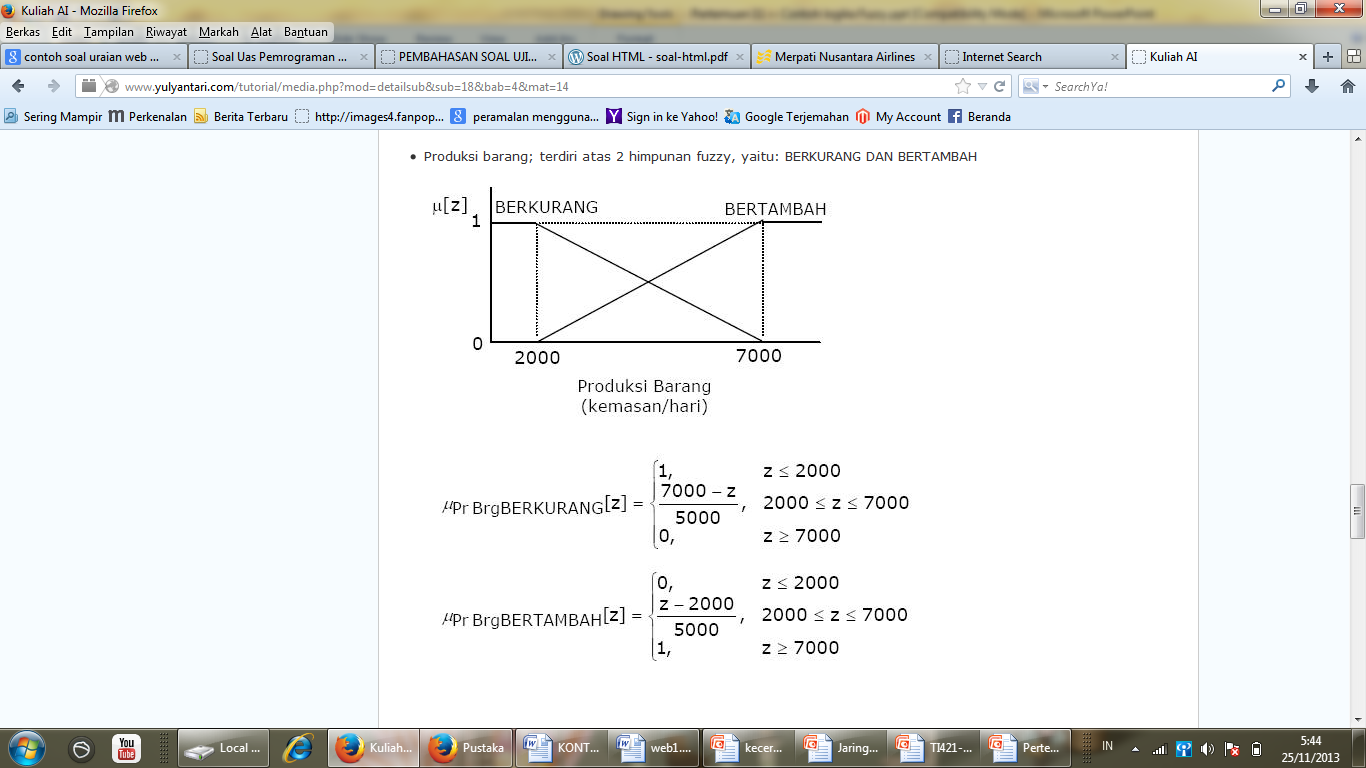 Kuliah AI - Mozilla Firefox
Berkas Edit Tampilan Riwayat Markah Alat Bantuan
contoh soal uraian web ... Soal Uas Pemrograman ... PEMBAHASAN SOAL UJI... Soal HTML - soal-html.pdf Merpati Nusantara Airlines Internet Search Kuliah AI
www.yulyantari.com/tutorial/media.php?mod=detailsub&sub=18&bab=4&mat=14 SearchYa!
Sering Mampir Perkenalan Berita Terbaru http://images4.fanpop... peramalan mengguna... Sign in ke Yahoo! Google Terjemahan My Account Beranda
• Produksi barang; terdiri atas 2 himpunan fuzzy, yaitu: BERKURANG DAN BERTAMBAH
μ[z] BERKURANG BERTAMBAH
1
0
2000 7000
Produksi Barang
(kemasan/hari)
1, z ≤ 2000
μPr BrgBERKURANG[z] = { 7000 − z / 5000 , 2000 ≤ z ≤ 7000
0, z ≥ 7000
0, z ≤ 2000
μPr BrgBERTAMBAH[z] = { z − 2000 / 5000 , 2000 ≤ z ≤ 7000
1, z ≥ 7000
You Tube Local ... Kuliah... Pustaka KONT... web1.... kecer... Jaring... TI421-... Perte... IN 5:44
25/11/2013